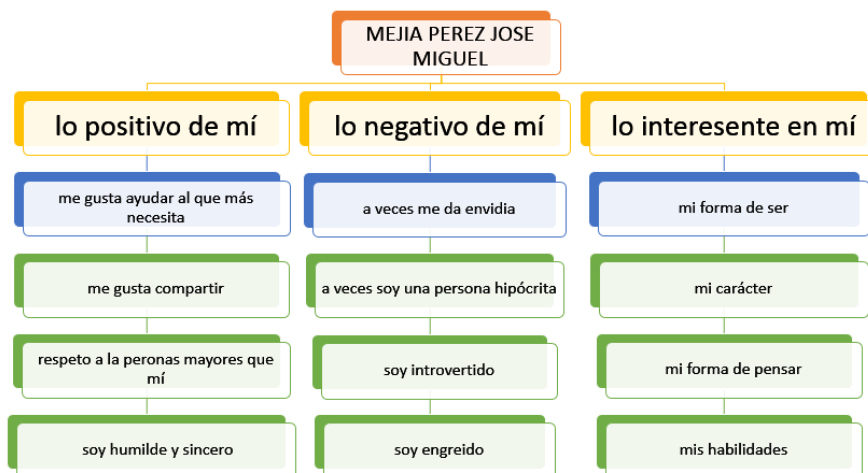 MEJIA PEREZ JOSE
MIGUEL
lo positivo de mí
me gusta ayudar al que más
necesita
me gusta compartir
respeto a la peronas mayores que
mí
soy humilde y sincero
lo negativo de mí
a veces me da envidia
a veces soy una persona hipócrita
soy introvertido
soy engreido
lo interesente en mí
mi forma de ser
mi carácter
mi forma de pensar
mis habilidades